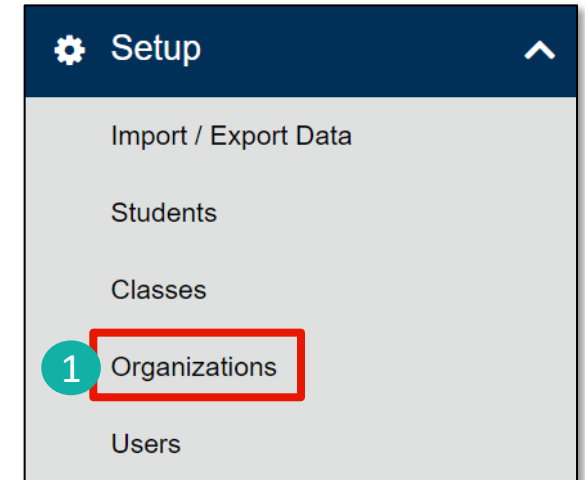 Setup
Import / Export Data
Students
Classes
1 Organizations
Users